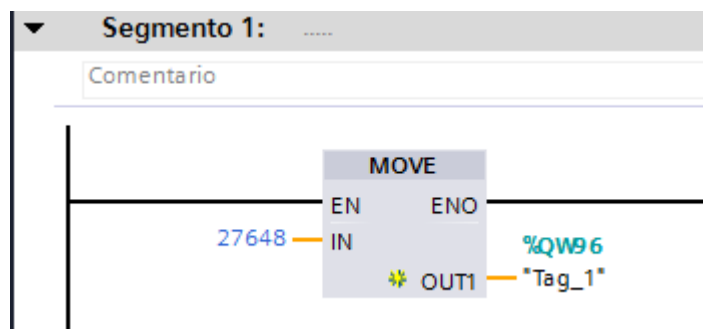 Segmento 1: .....
Comentario
MOVE
EN ENO
27648 IN
%QW96
OUT1 "Tag_1"